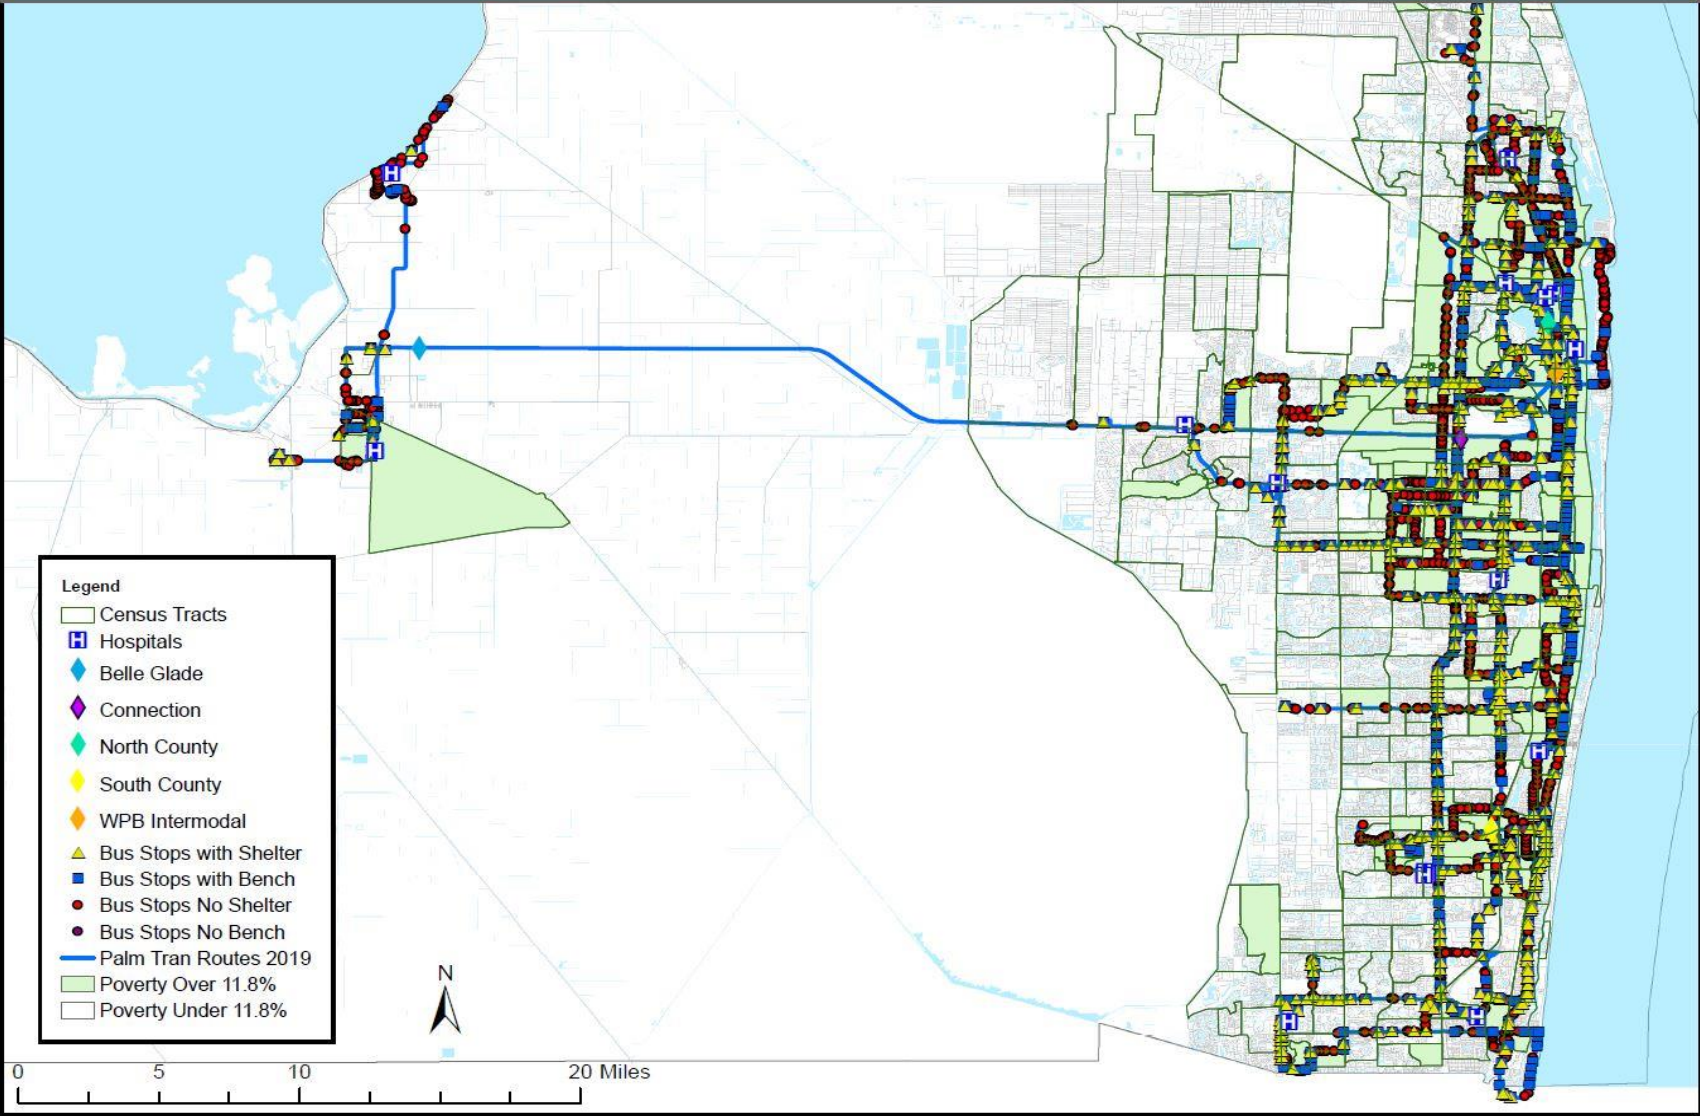 Legend
Census Tracts
H Hospitals
Belle Glade
Connection
North County
South County
WPB Intermodal
Bus Stops with Shelter
Bus Stops with Bench
Bus Stops No Shelter
Bus Stops No Bench
Palm Tran Routes 2019
Poverty Over 11.8%
Poverty Under 11.8%
N
0 5 10 20 Miles
H
H
H
H
H
H
H
H
H
H
H
H
H